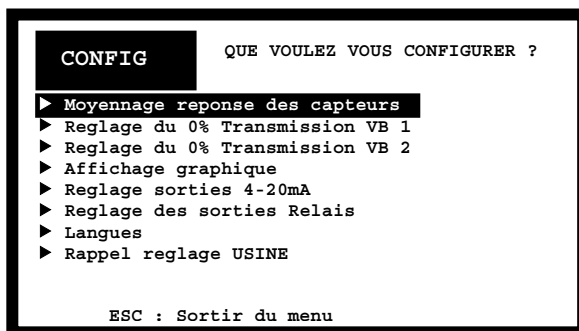 CONFIG
QUE VOULEZ VOUS CONFIGURER ?
Moyennage reponse des capteurs
Reglage du 0% Transmission VB 1
Reglage du 0% Transmission VB 2
Affichage graphique
Reglage sorties 4-20mA
Reglage des sorties Relais
Langues
Rappel reglage USINE
ESC : Sortir du menu